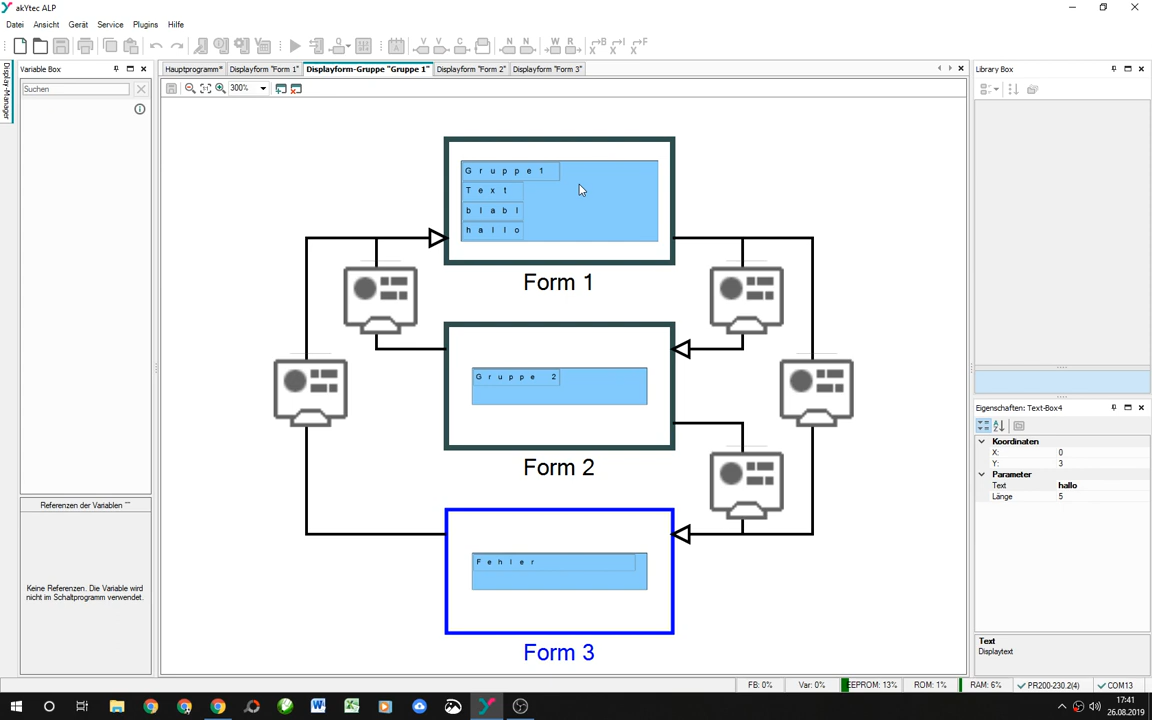 akYtec ALP
Datei Ansicht Gerät Service Plugins Hilfe
Display-Manager
Variable Box
Suchen
Hauptprogramm* Displayform "Form 1" Displayform-Gruppe "Gruppe 1" Displayform "Form 2" Displayform "Form 3"
300%
Library Box
Gruppe1
Text
blabl
hallo
Form 1
Gruppe 2
Form 2
Fehler
Form 3
Referenzen der Variablen ""
Keine Referenzen. Die Variable wird
nicht im Schaltprogramm verwendet.
Eigenschaften: Text-Box4
Koordinaten
X: 0
Y: 3
Parameter
Text hallo
Länge 5
Text
Displaytext
FB: 0% Var: 0% EEPROM: 13% ROM: 1% RAM: 6% PR200-230.2(4) COM13
17:41
26.08.2019